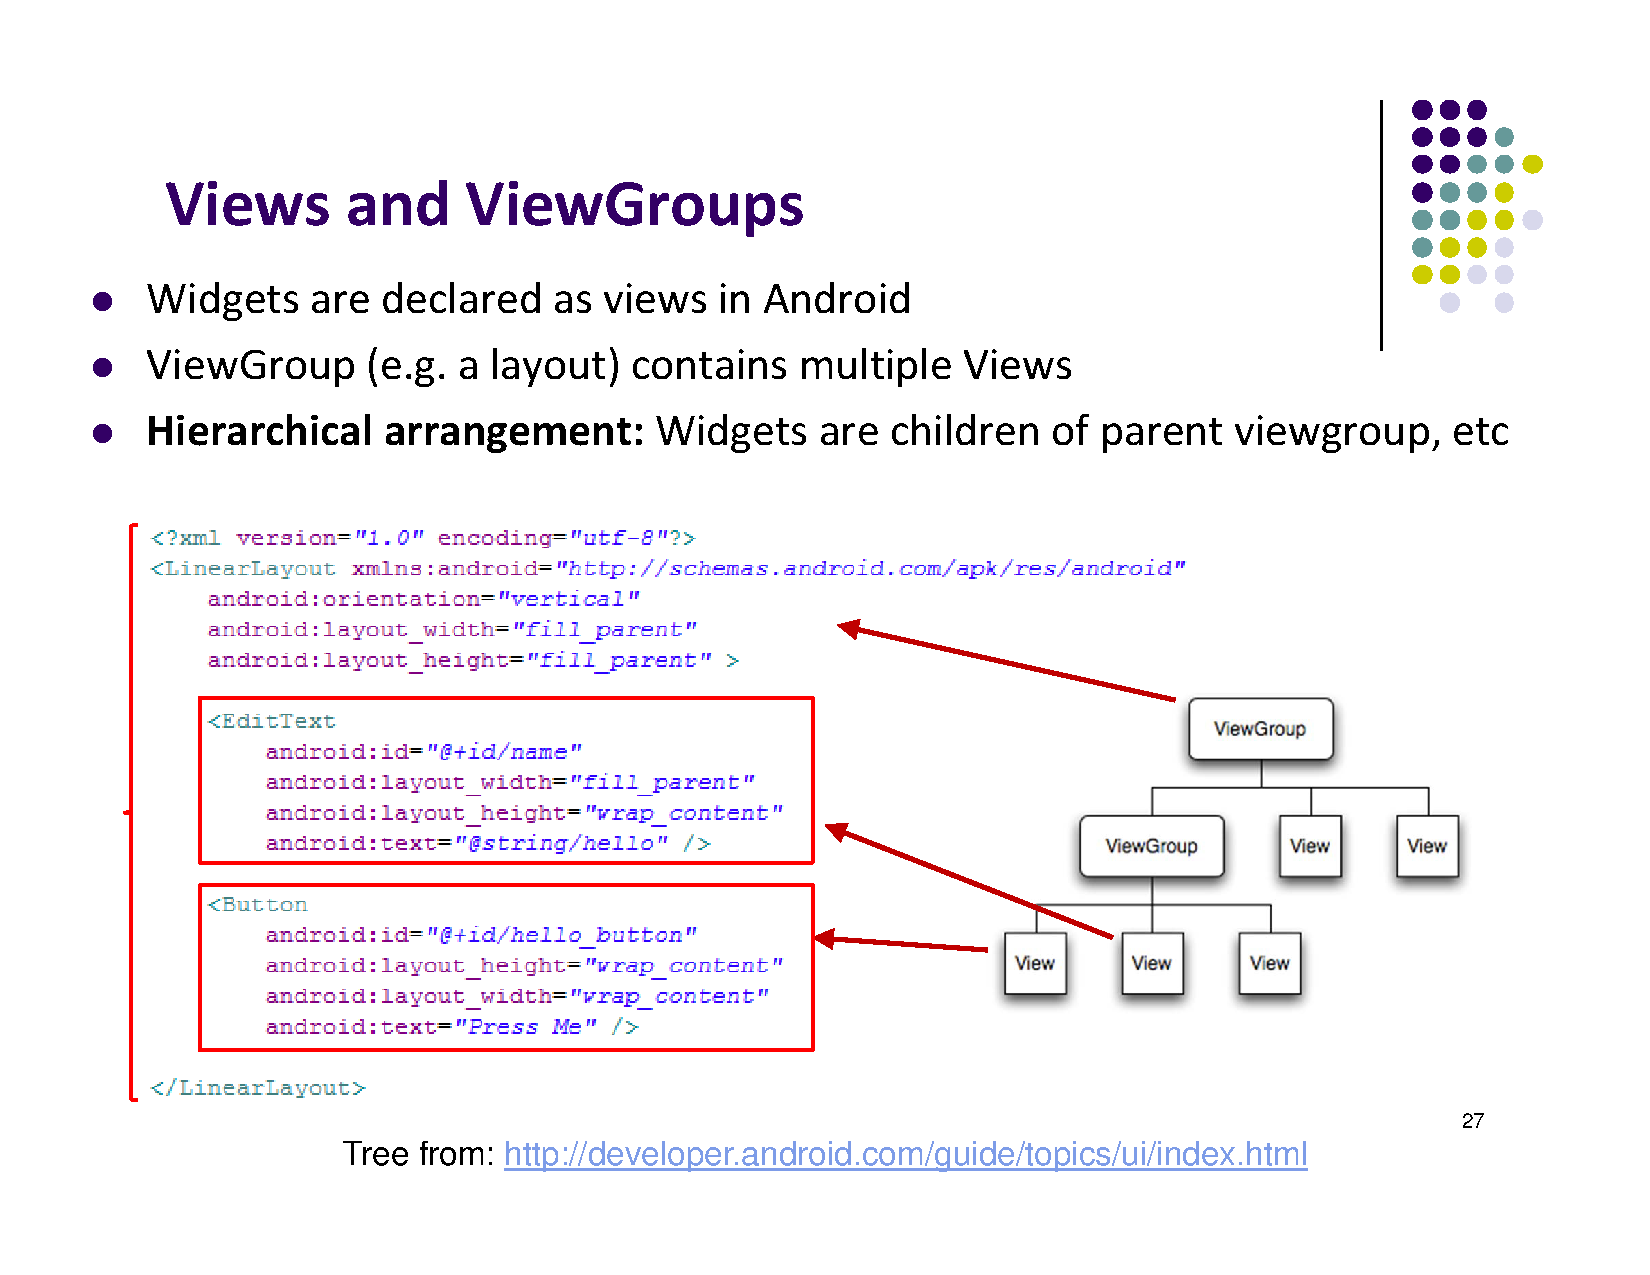 Views and ViewGroups
Widgets are declared as views in Android
ViewGroup (e.g. a layout) contains multiple Views
Hierarchical arrangement: Widgets are children of parent viewgroup, etc
<?xml version="1.0" encoding="utf-8"?>
<LinearLayout xmlns:android="http://schemas.android.com/apk/res/android"
android:orientation="vertical"
android:layout_width="fill_parent"
android:layout_height="fill_parent" >
<EditText
android:id="@+id/name"
android:layout_width="fill_parent"
android:layout_height="wrap_content"
android:text="@string/hello" />
<Button
android:id="@+id/hello_button"
android:layout_height="wrap_content"
android:layout_width="wrap_content"
android:text="Press Me" />
</LinearLayout>
ViewGroup
ViewGroup View View
View View View
27
Tree from: http://developer.android.com/guide/topics/ui/index.html